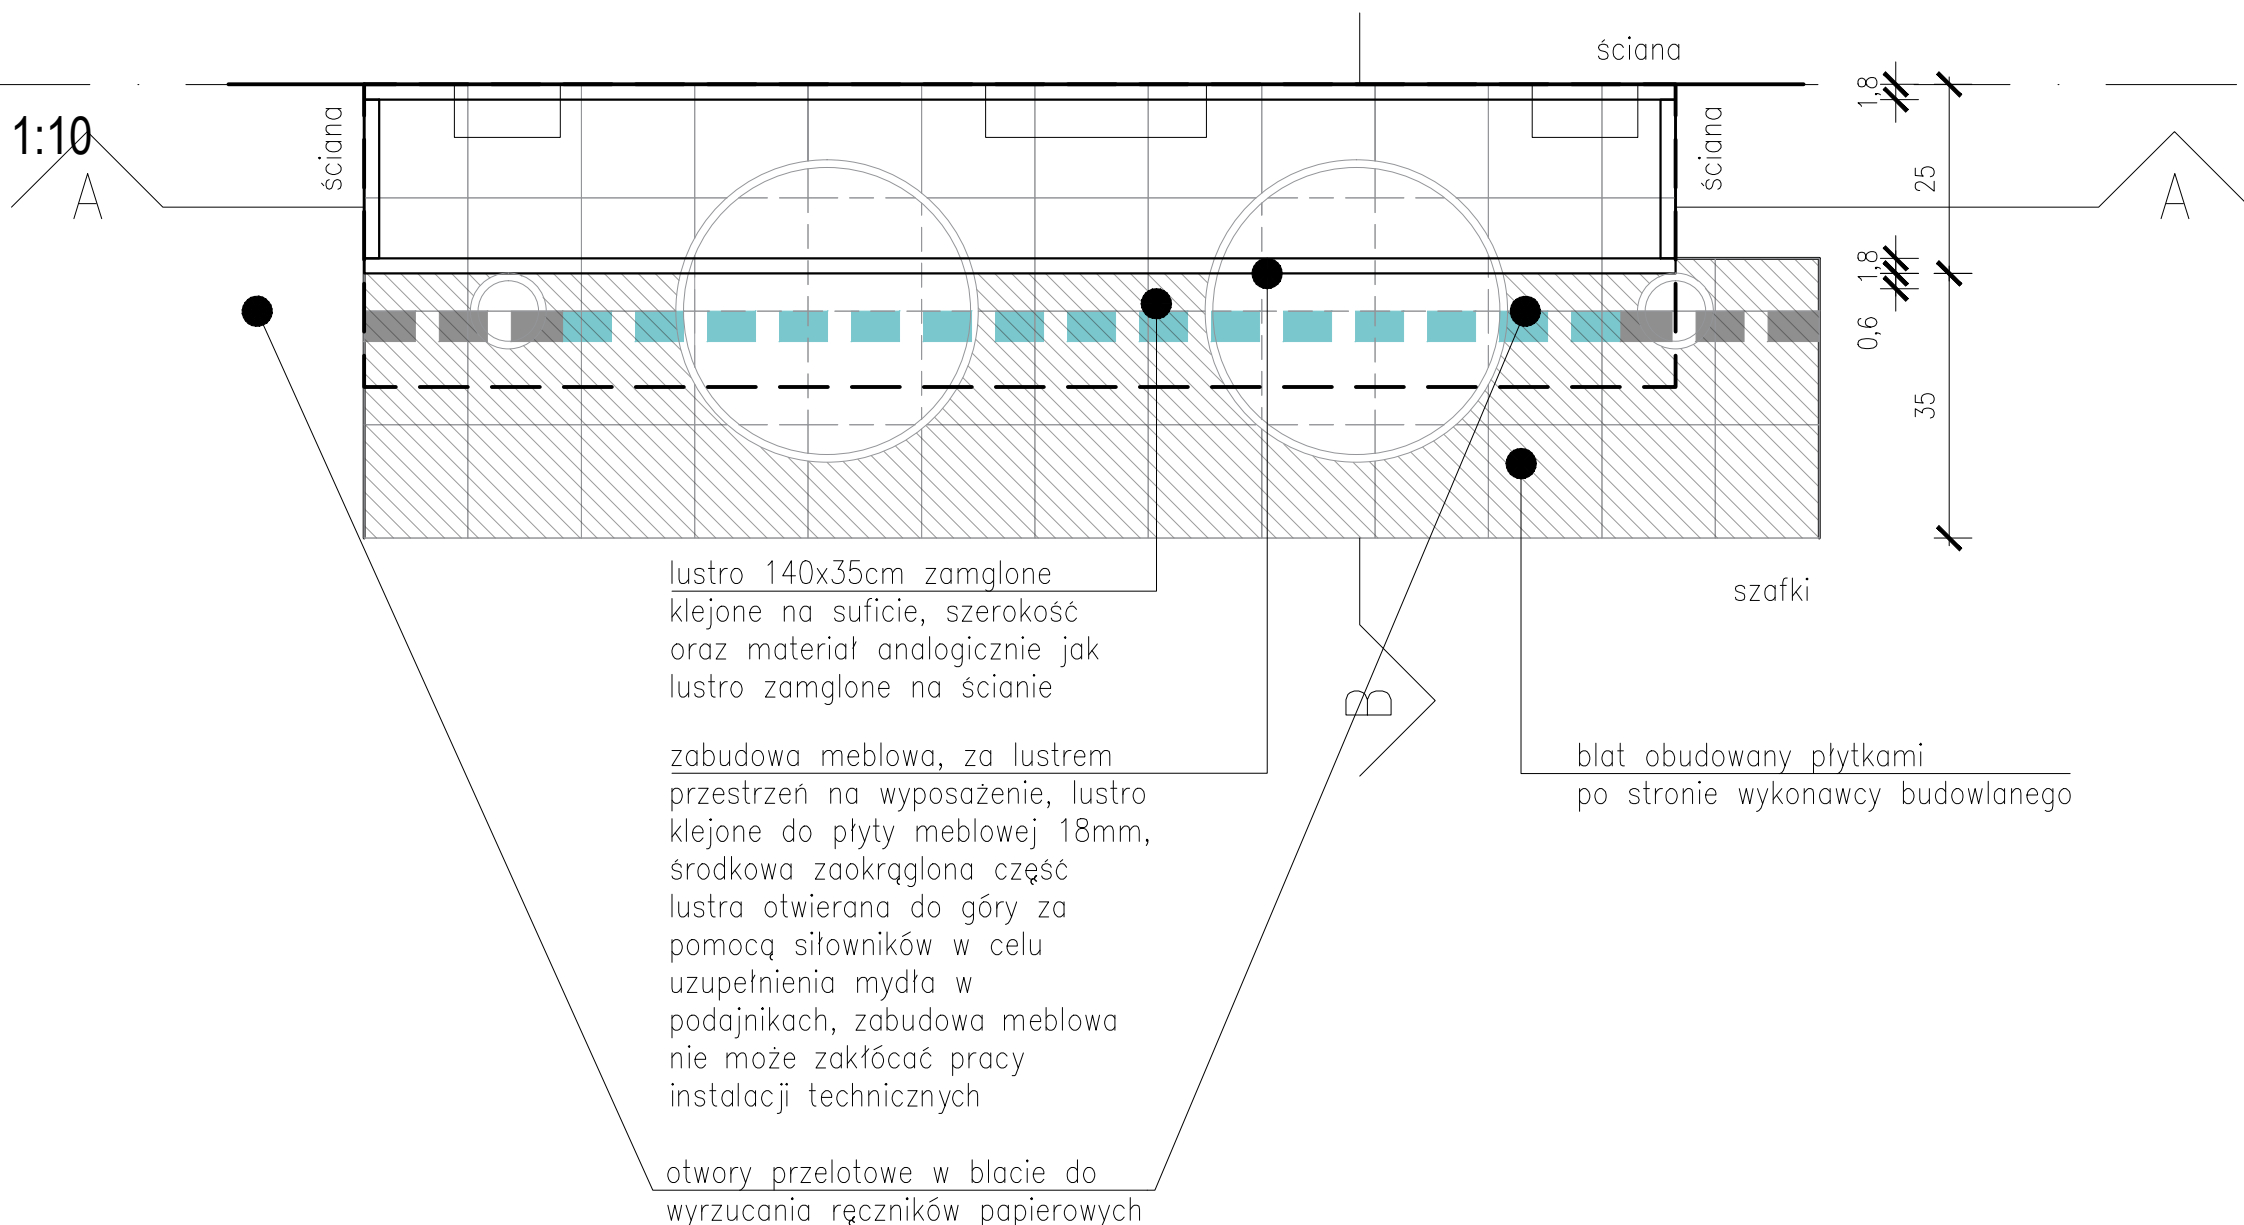 ściana
1:10
ściana
ściana
A
A
1,8
25
1,8
0,6
35
szafki
lustro 140x35cm zamglone
klejone na suficie, szerokość
oraz materiał analogicznie jak
lustro zamglone na ścianie
B
zabudowa meblowa, za lustrem
przestrzeń na wyposażenie, lustro
klejone do płyty meblowej 18mm,
środkowa zaokrąglona część
lustra otwierana do góry za
pomocą siłowników w celu
uzupełnienia mydła w
podajnikach, zabudowa meblowa
nie może zakłócać pracy
instalacji technicznych
blat obudowany płytkami
po stronie wykonawcy budowlanego
otwory przelotowe w blacie do
wyrzucania ręczników papierowych